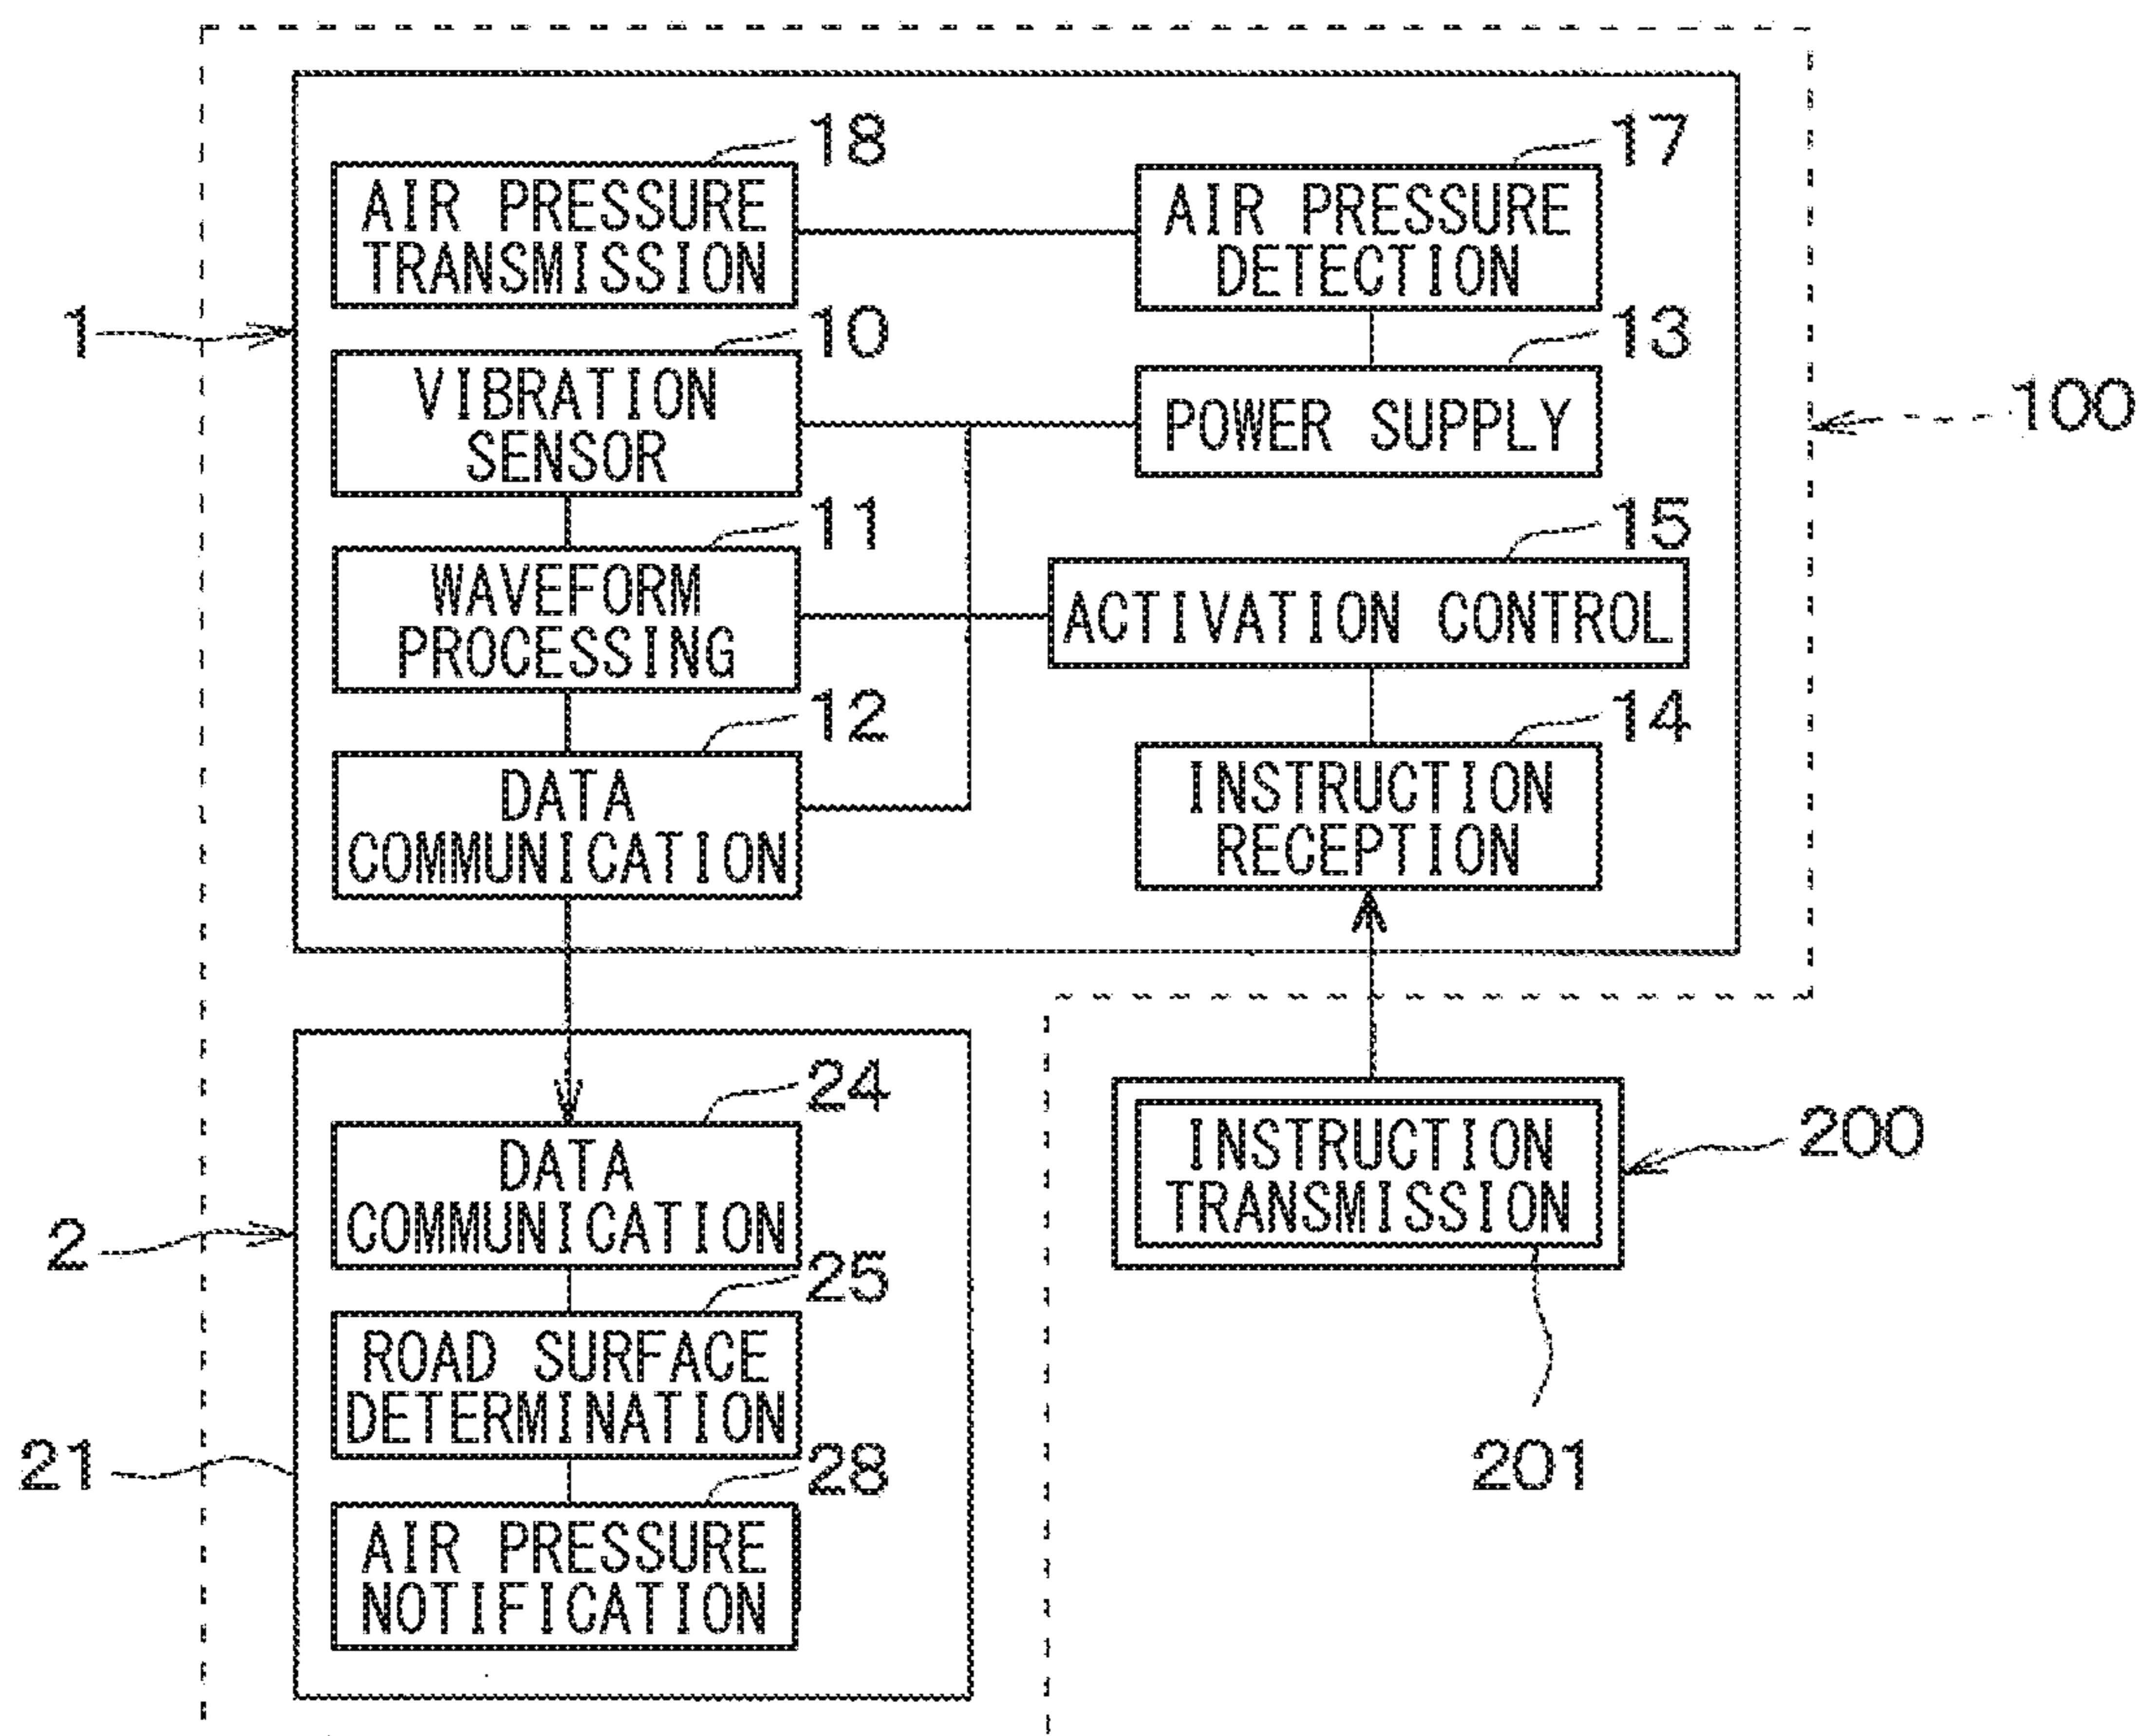 18
17
AIR PRESSURE
TRANSMISSION
AIR PRESSURE
DETECTION
1
10
13
VIBRATION
SENSOR
POWER SUPPLY
100
11
15
WAVEFORM
PROCESSING
ACTIVATION CONTROL
12
14
DATA
COMMUNICATION
INSTRUCTION
RECEPTION
24
DATA
COMMUNICATION
INSTRUCTION
TRANSMISSION
200
2
25
ROAD SURFACE
DETERMINATION
21
28
201
AIR PRESSURE
NOTIFICATION